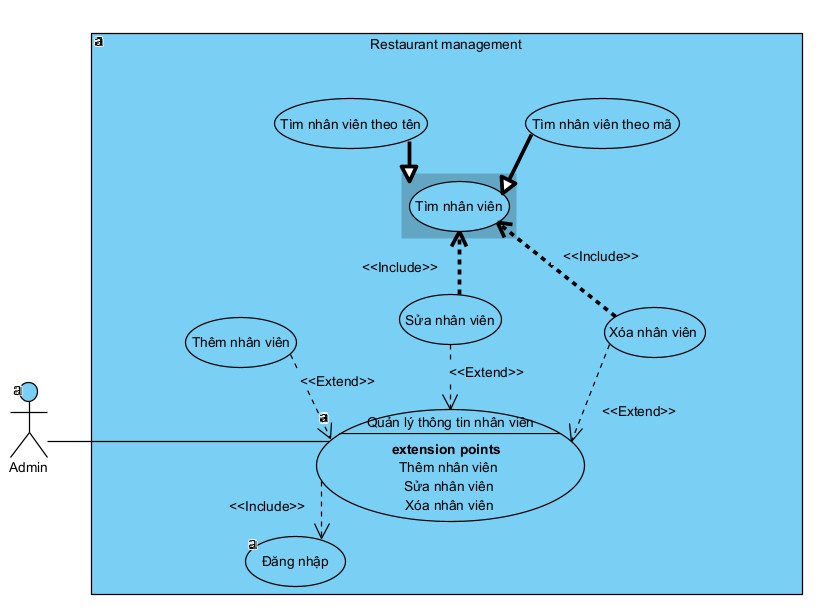 a
Restaurant management
Tìm nhân viên theo tên
Tìm nhân viên theo mã
Tìm nhân viên
<<Include>>
<<Include>>
Sửa nhân viên
Xóa nhân viên
Thêm nhân viên
<<Extend>>
<<Extend>>
<<Extend>>
a
a
Admin
Quản lý thông tin nhân viên
extension points
Thêm nhân viên
Sửa nhân viên
Xóa nhân viên
<<Include>>
a
Đăng nhập